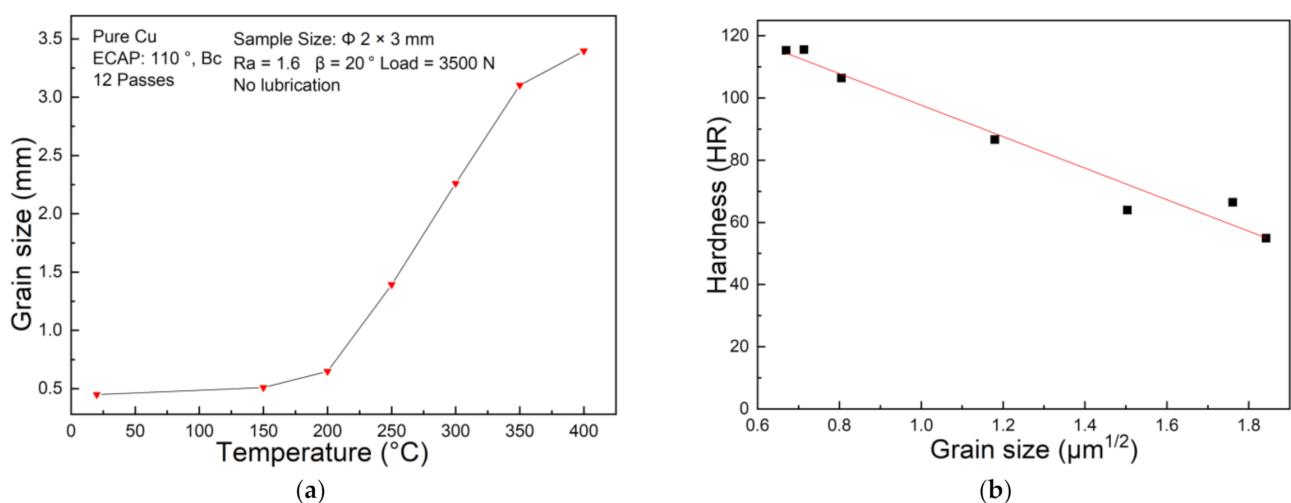 Pure Cu
ECAP: 110 °, Bc
12 Passes
Sample Size: Φ 2 × 3 mm
Ra = 1.6 β = 20 ° Load = 3500 N
No lubrication
Grain size (mm)
3.5
3.0
2.5
2.0
1.5
1.0
0.5
0 50 100 150 200 250 300 350 400
Temperature (°C)
(a)
Hardness (HR)
120
100
80
60
40
20
0
0.6 0.8 1.0 1.2 1.4 1.6 1.8
Grain size (μm1/2)
(b)